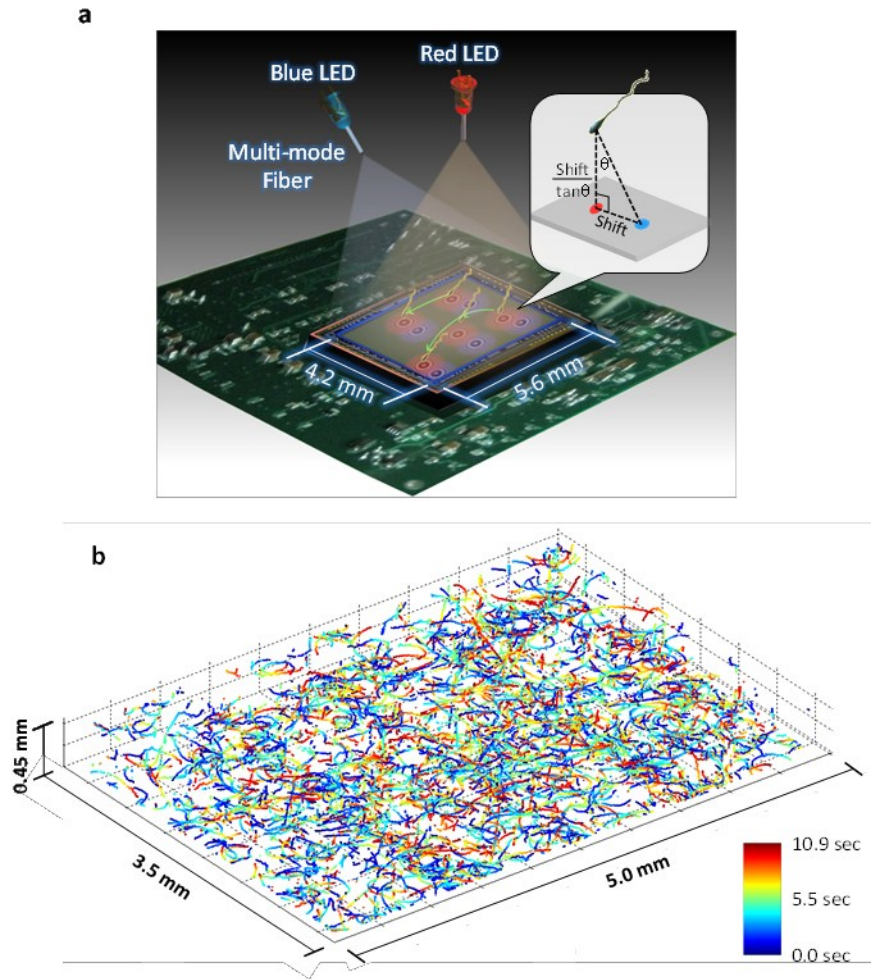 a
Red LED
Blue LED
Multi-mode
Fiber
θ
Shift
tanθ
Shift
4.2 mm
5.6 mm
b
0.45 mm
3.5 mm
5.0 mm
10.9 sec
5.5 sec
0.0 sec